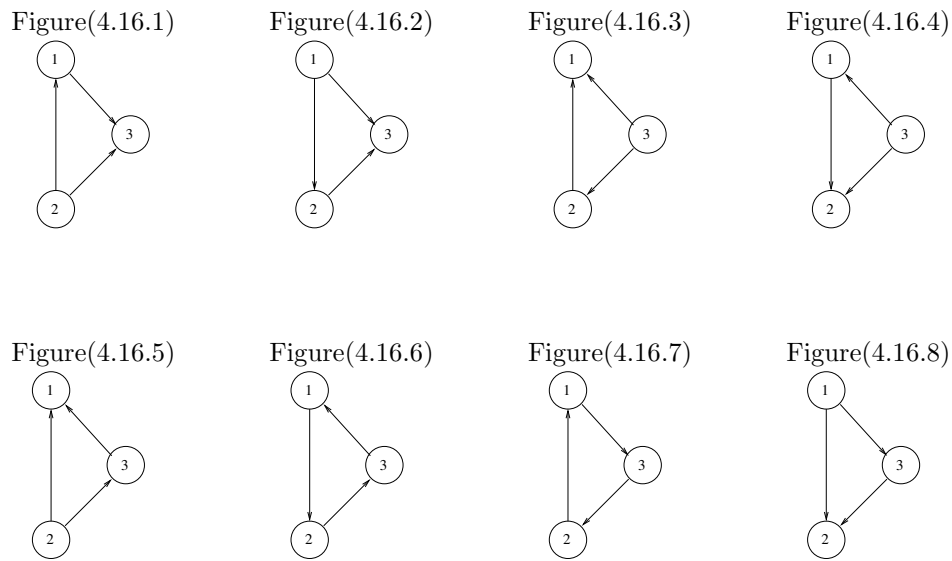 Figure(4.16.1) Figure(4.16.2) Figure(4.16.3) Figure(4.16.4)
1 1 1 1
3 3 3 3
2 2 2 2
Figure(4.16.5) Figure(4.16.6) Figure(4.16.7) Figure(4.16.8)
1 1 1 1
3 3 3 3
2 2 2 2